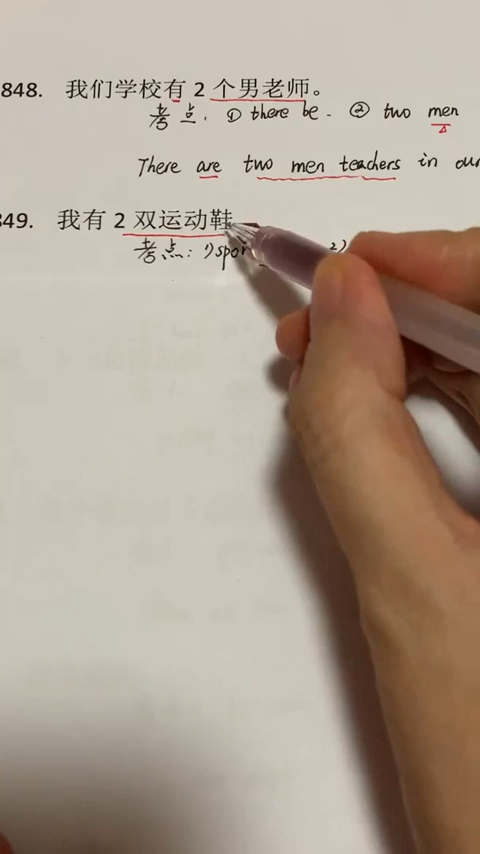 848. 我们学校有 2 个男老师。
考点. ① there be. ② two men
There are two men teachers in our
849. 我有 2 双运动鞋
考点: 1) spor 2)